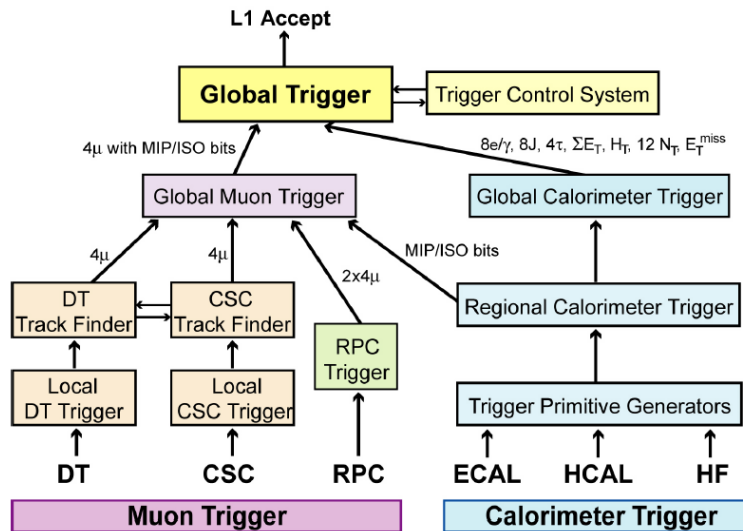 L1 Accept
Global Trigger
Trigger Control System
4μ with MIP/ISO bits
8e/γ, 8J, 4τ, ΣE_T, H_T, 12 N_T, E_T^miss
Global Muon Trigger
Global Calorimeter Trigger
4μ
4μ
MIP/ISO bits
2x4μ
DT
Track Finder
CSC
Track Finder
Regional Calorimeter Trigger
RPC
Trigger
Local
DT Trigger
Local
CSC Trigger
Trigger Primitive Generators
DT
CSC
RPC
ECAL
HCAL
HF
Muon Trigger
Calorimeter Trigger